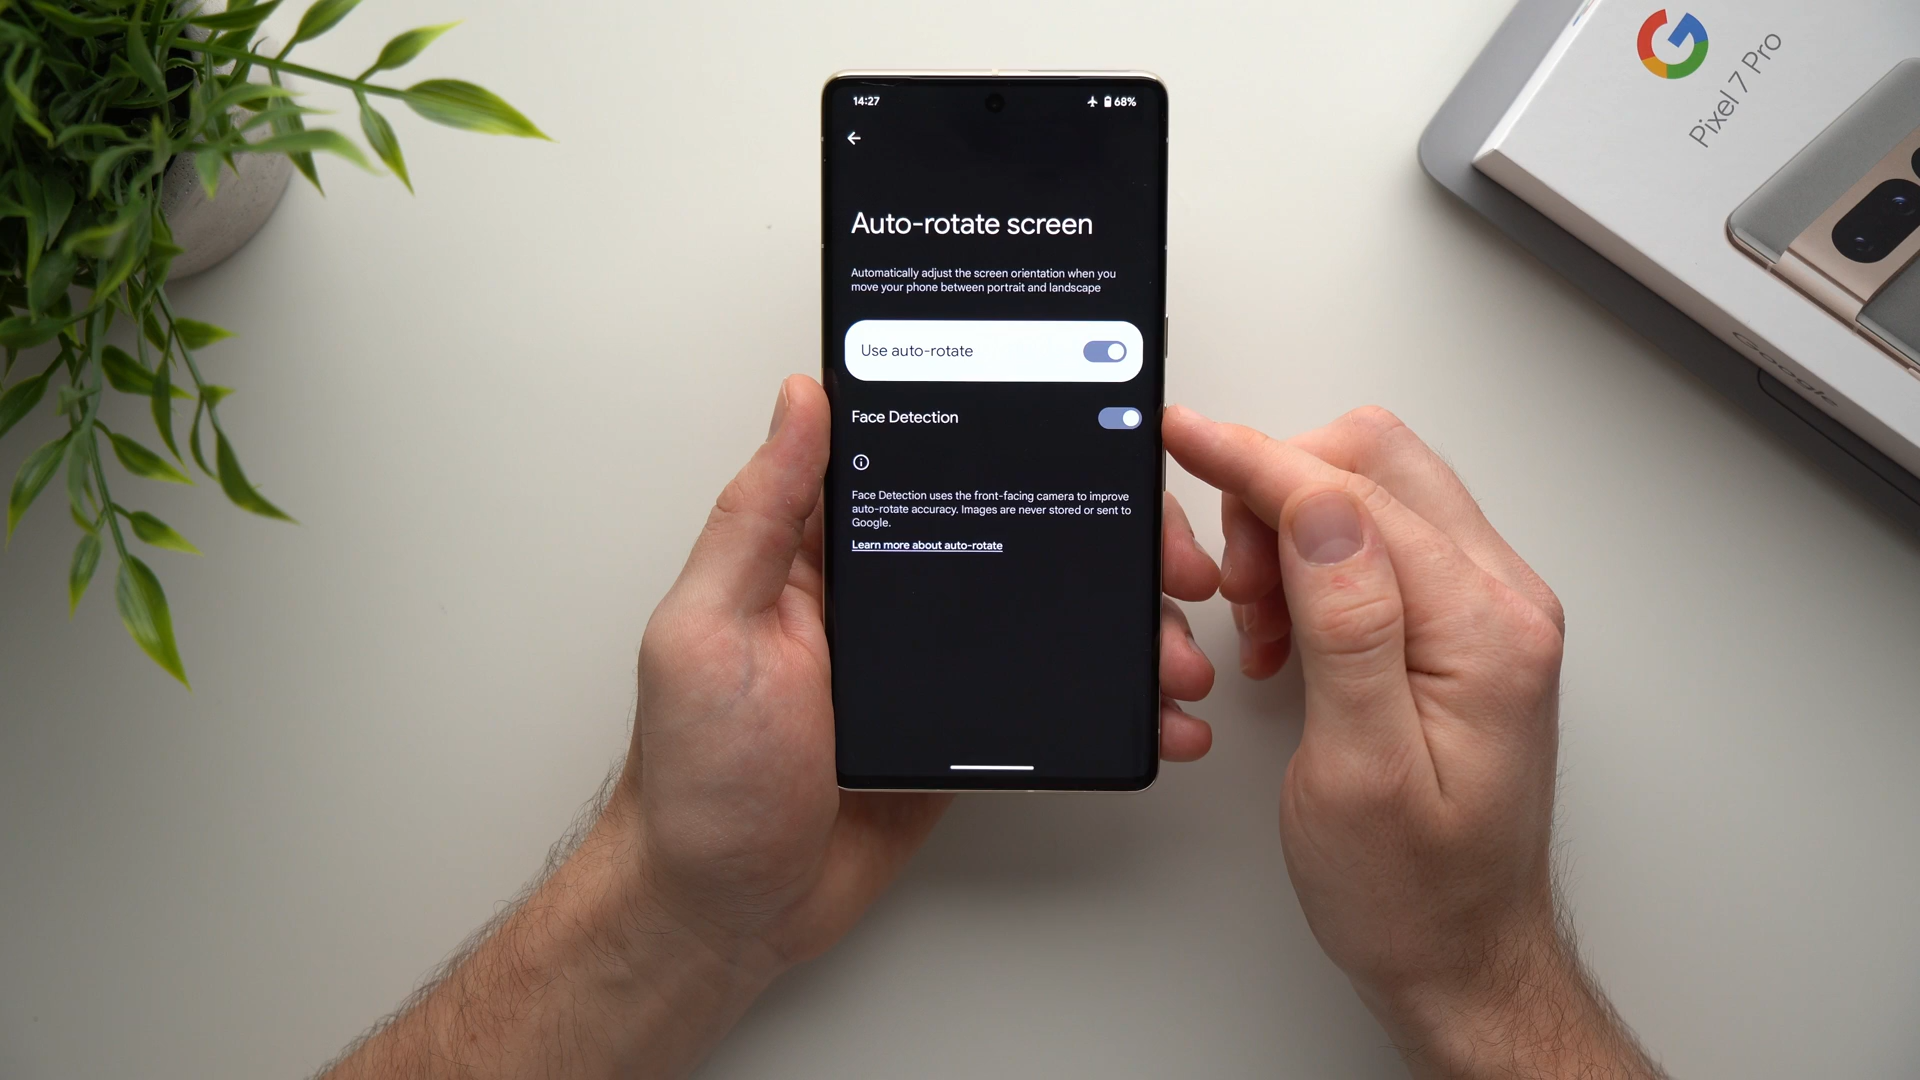 14:27
68%
Auto-rotate screen
Automatically adjust the screen orientation when you
move your phone between portrait and landscape
Use auto-rotate
Face Detection
Face Detection uses the front-facing camera to improve
auto-rotate accuracy. Images are never stored or sent to
Google.
Learn more about auto-rotate
Pixel 7 Pro
Google